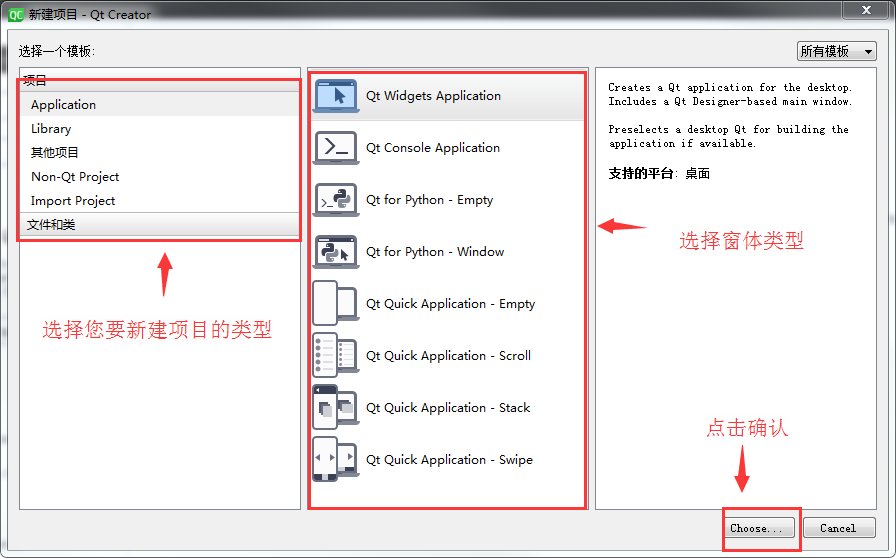 新建项目 - Qt Creator
选择一个模板:
所有模板
项目
Application
Library
其他项目
Non-Qt Project
Import Project
文件和类
选择您要新建项目的类型
Qt Widgets Application
Qt Console Application
Qt for Python - Empty
Qt for Python - Window
Qt Quick Application - Empty
Qt Quick Application - Scroll
Qt Quick Application - Stack
Qt Quick Application - Swipe
Creates a Qt application for the desktop.
Includes a Qt Designer-based main window.
Preselects a desktop Qt for building the
application if available.
支持的平台: 桌面
选择窗体类型
点击确认
Choose...
Cancel